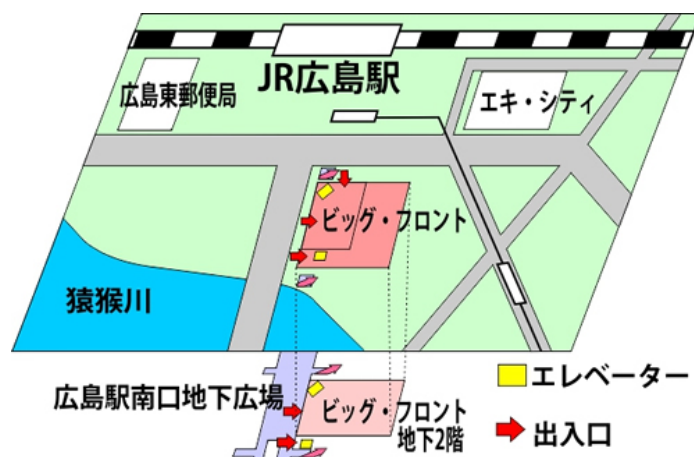 JR広島駅
広島東郵便局
エキ・シティ
ビッグ・フロント
猿猴川
広島駅南口地下広場
ビッグ・フロント
地下2階
エレベーター
出入口